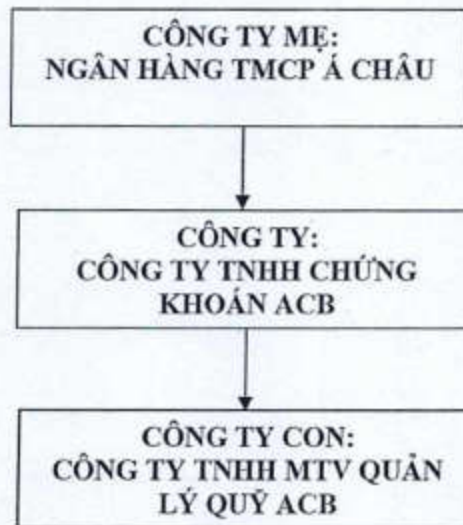 CÔNG TY MẸ:
NGÂN HÀNG TMCP Á CHÂU
CÔNG TY:
CÔNG TY TNHH CHỨNG
KHOÁN ACB
CÔNG TY CON:
CÔNG TY TNHH MTV QUẢN
LÝ QUỸ ACB